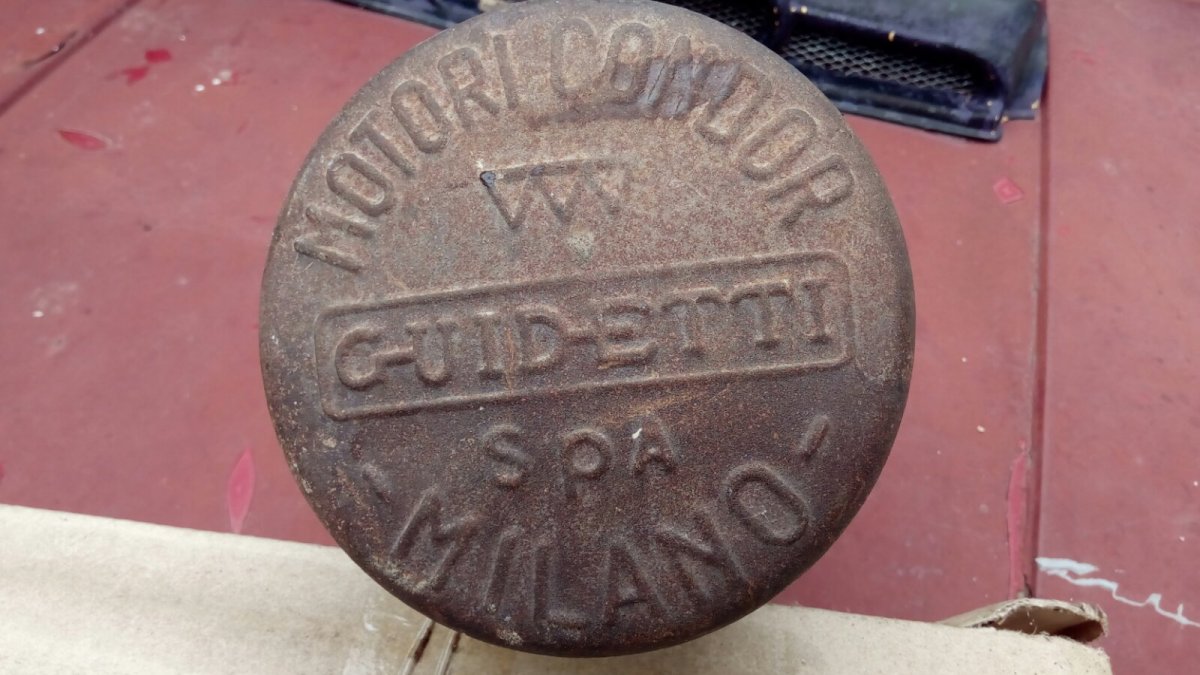 MOTORI CONDOR
GUIDETTI
SPA
- MILANO -